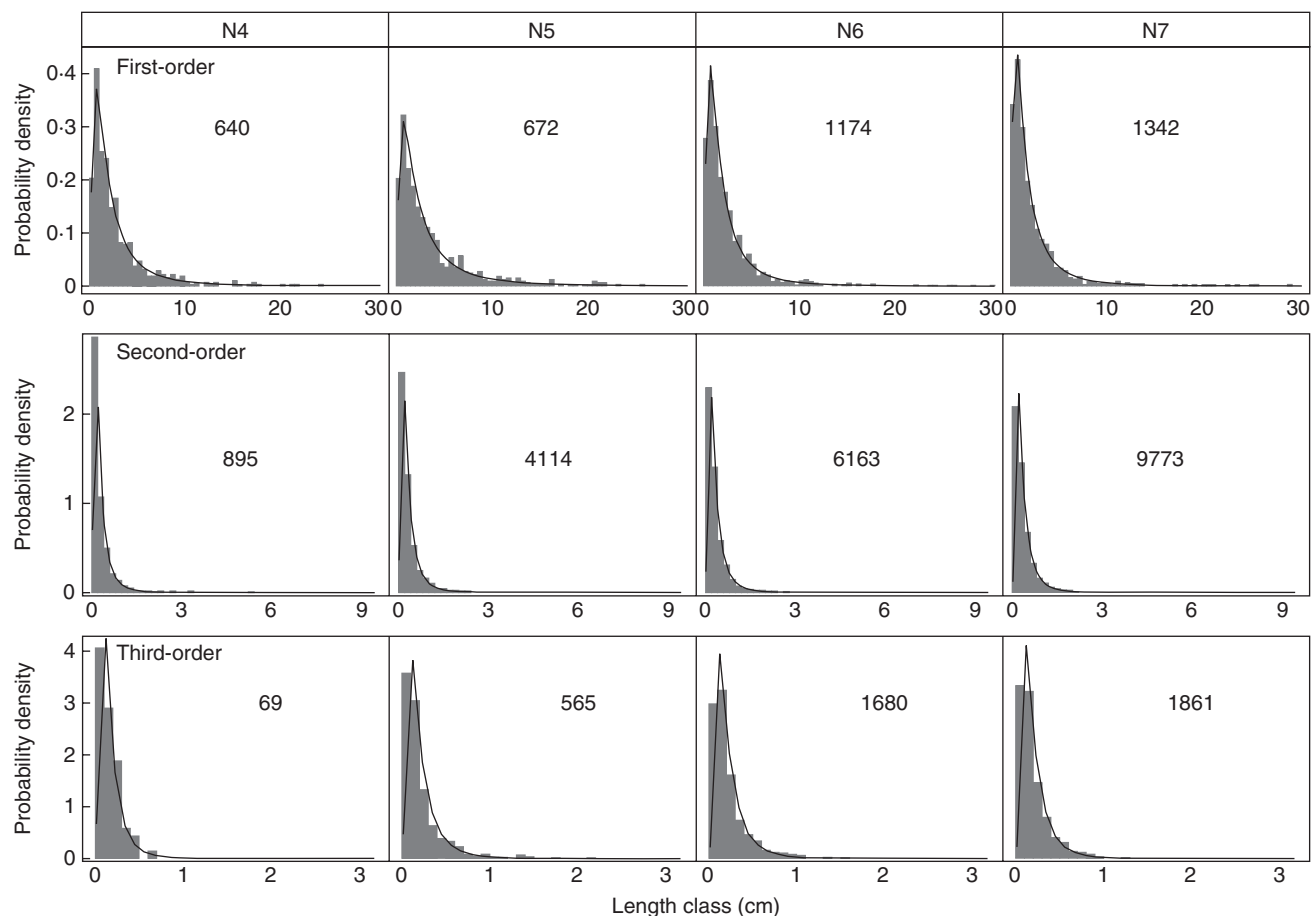 N4 N5 N6 N7
First-order
Probability density
0·4
0·3
0·2
0·1
0
640 672 1174 1342
0 10 20 30 0 10 20 30 0 10 20 30 0 10 20 30
Second-order
Probability density
2
1
0
895 4114 6163 9773
0 3 6 9 0 3 6 9 0 3 6 9 0 3 6 9
Third-order
Probability density
4
3
2
1
0
69 565 1680 1861
0 1 2 3 0 1 2 3 0 1 2 3 0 1 2 3
Length class (cm)